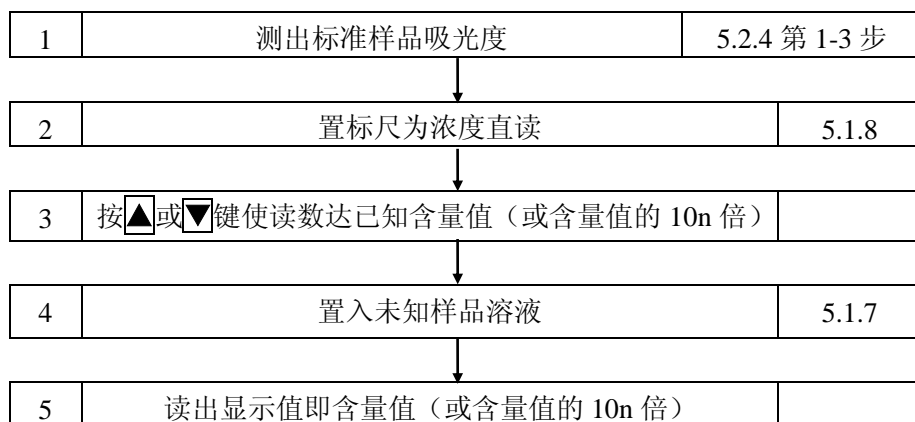 1 测出标准样品吸光度 5.2.4 第 1-3 步
2 置标尺为浓度直读 5.1.8
3 按▲或▼键使读数达已知含量值（或含量值的 10n 倍）
4 置入未知样品溶液 5.1.7
5 读出显示值即含量值（或含量值的 10n 倍）